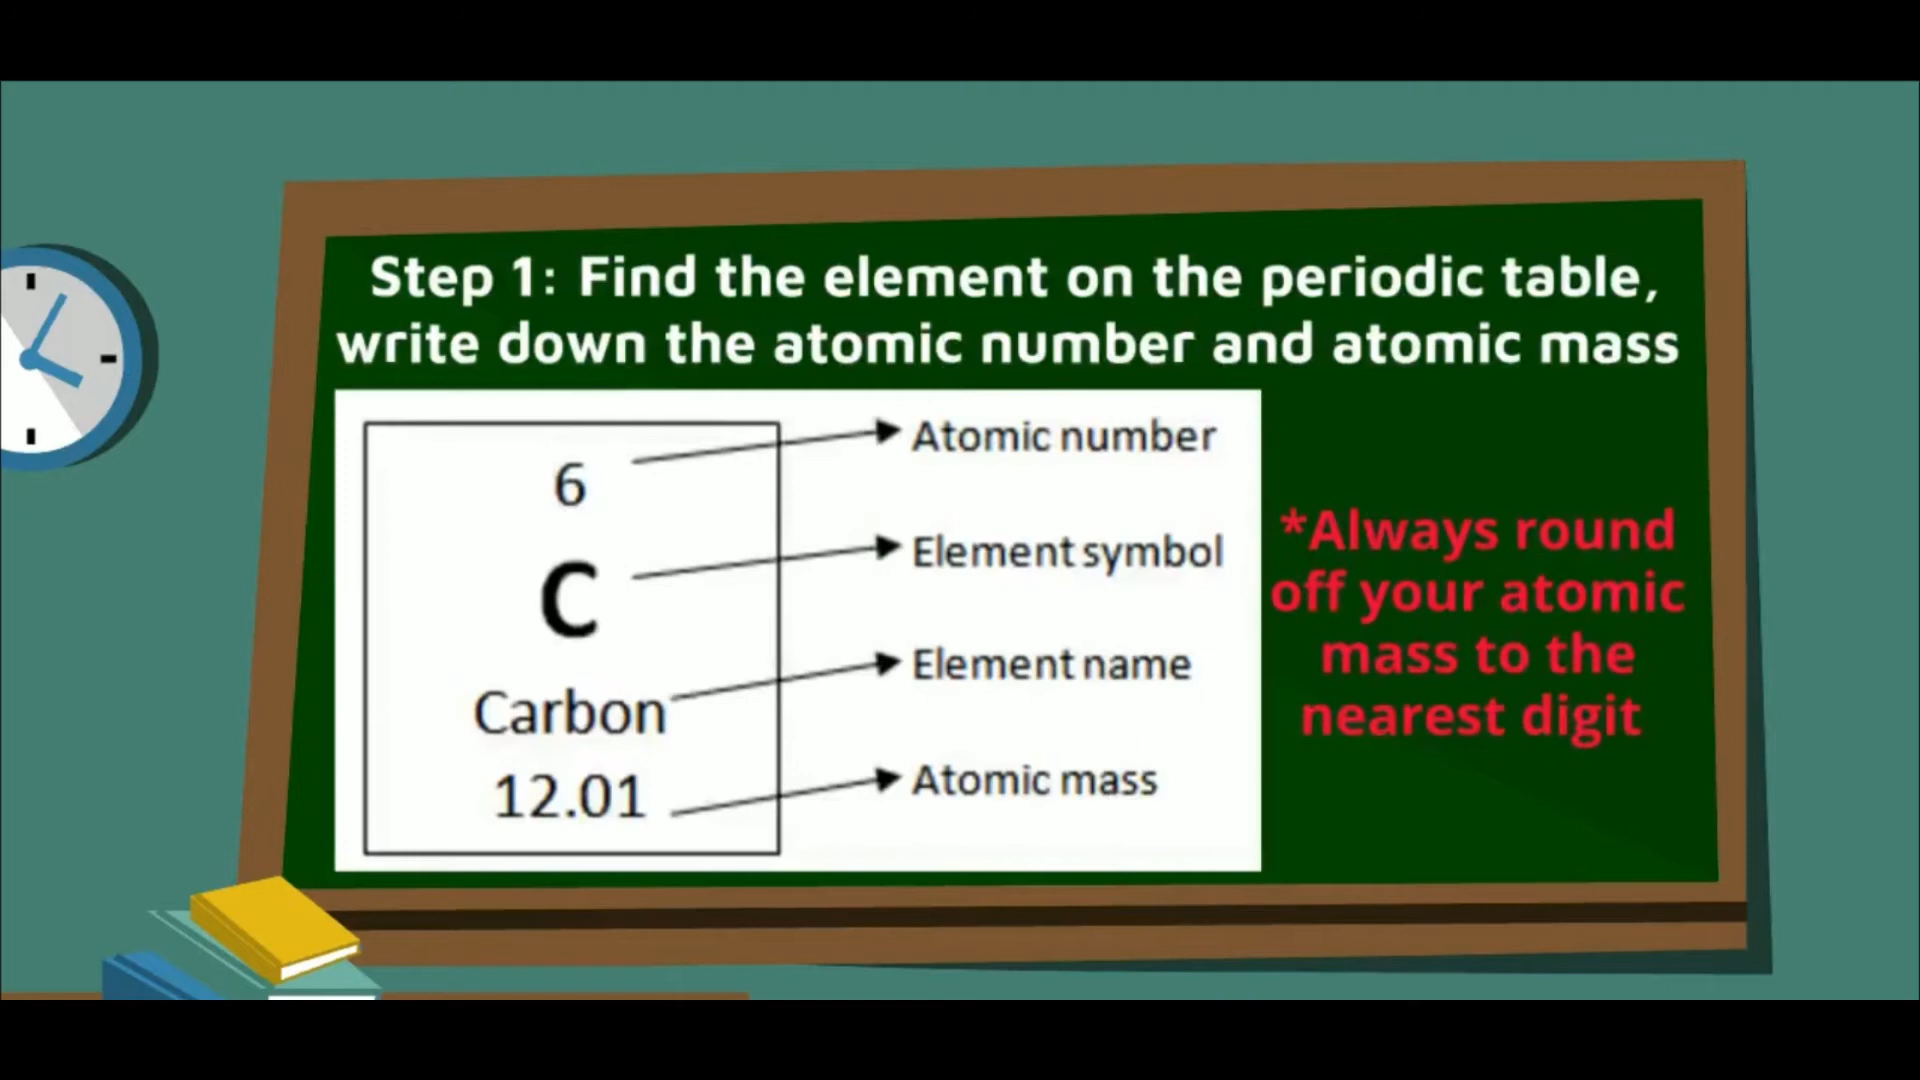 Step 1: Find the element on the periodic table,
write down the atomic number and atomic mass
6
Atomic number
C
Element symbol
Carbon
Element name
12.01
Atomic mass
*Always round
off your atomic
mass to the
nearest digit